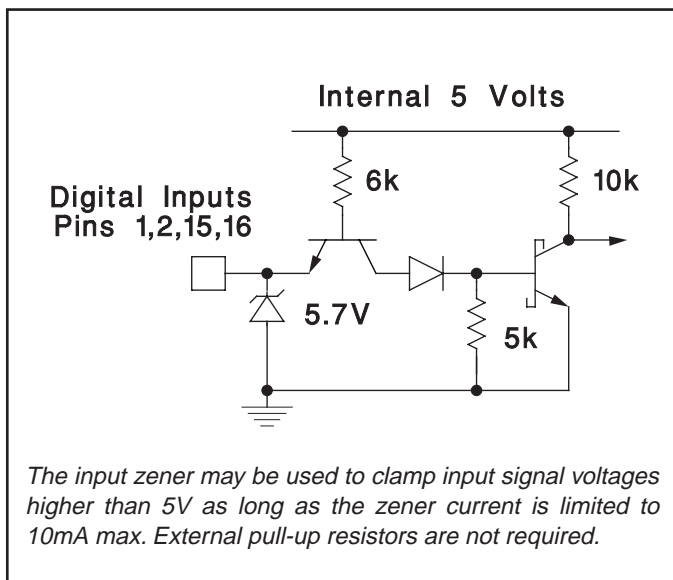 Internal 5 Volts
6k
10k
Digital Inputs
Pins 1,2,15,16
5.7V
5k
The input zener may be used to clamp input signal voltages
higher than 5V as long as the zener current is limited to
10mA max. External pull-up resistors are not required.